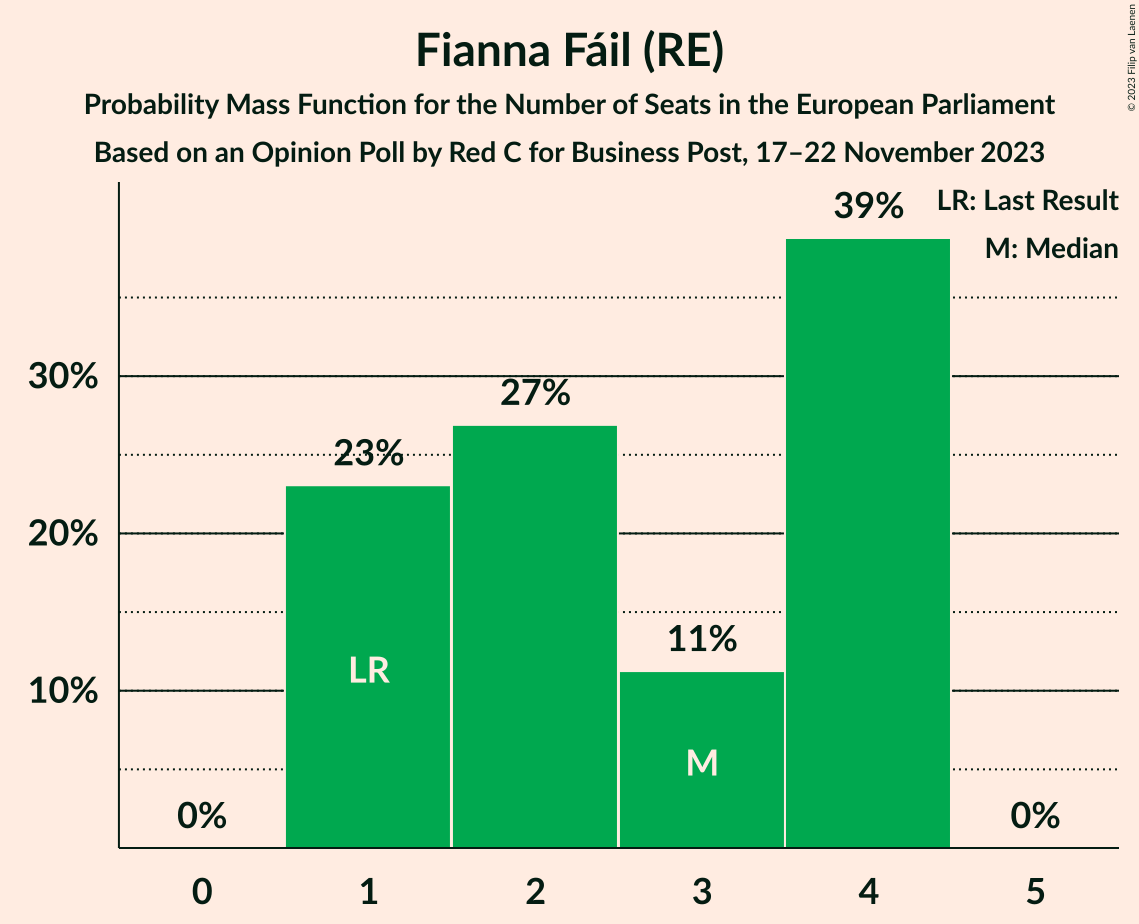 Fianna Fáil (RE)
Probability Mass Function for the Number of Seats in the European Parliament
Based on an Opinion Poll by Red C for Business Post, 17–22 November 2023
© 2023 Filip van Laenen
LR: Last Result
M: Median
39%
30%
27%
23%
20%
11%
10%
LR
M
0%
0%
0 1 2 3 4 5